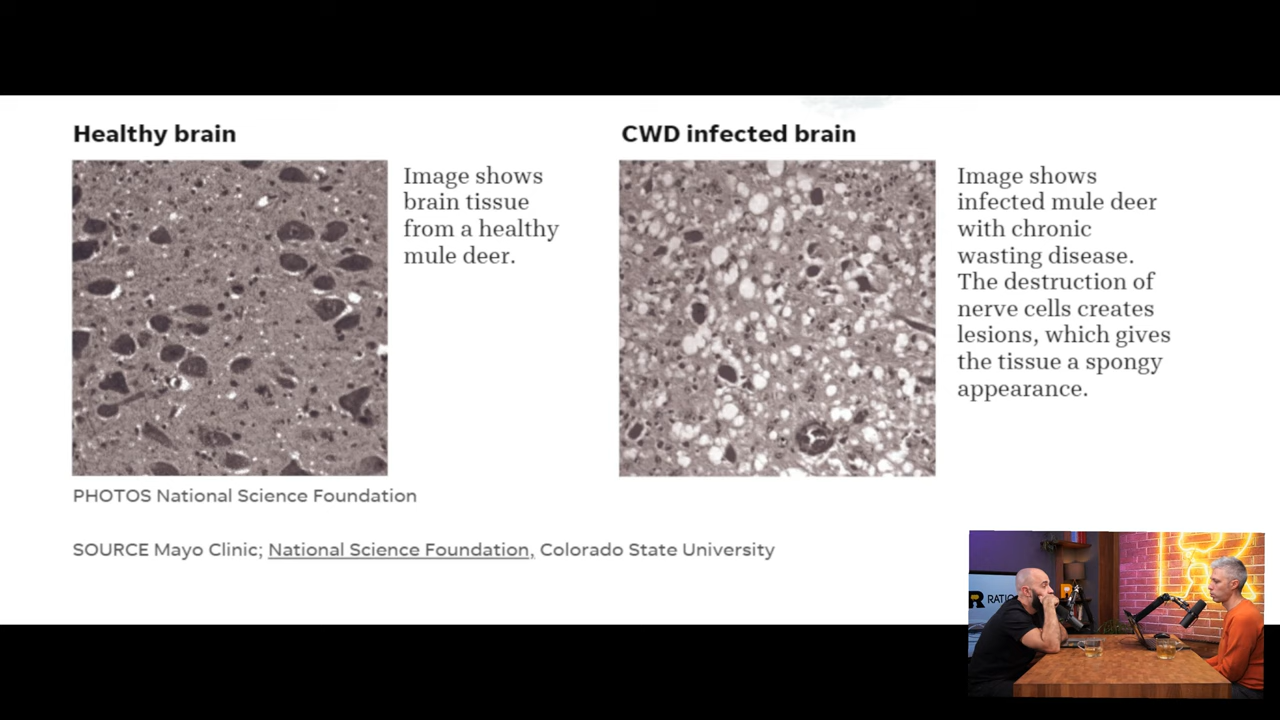 Healthy brain
Image shows
brain tissue
from a healthy
mule deer.
CWD infected brain
Image shows
infected mule deer
with chronic
wasting disease.
The destruction of
nerve cells creates
lesions, which gives
the tissue a spongy
appearance.
PHOTOS National Science Foundation
SOURCE Mayo Clinic; National Science Foundation, Colorado State University